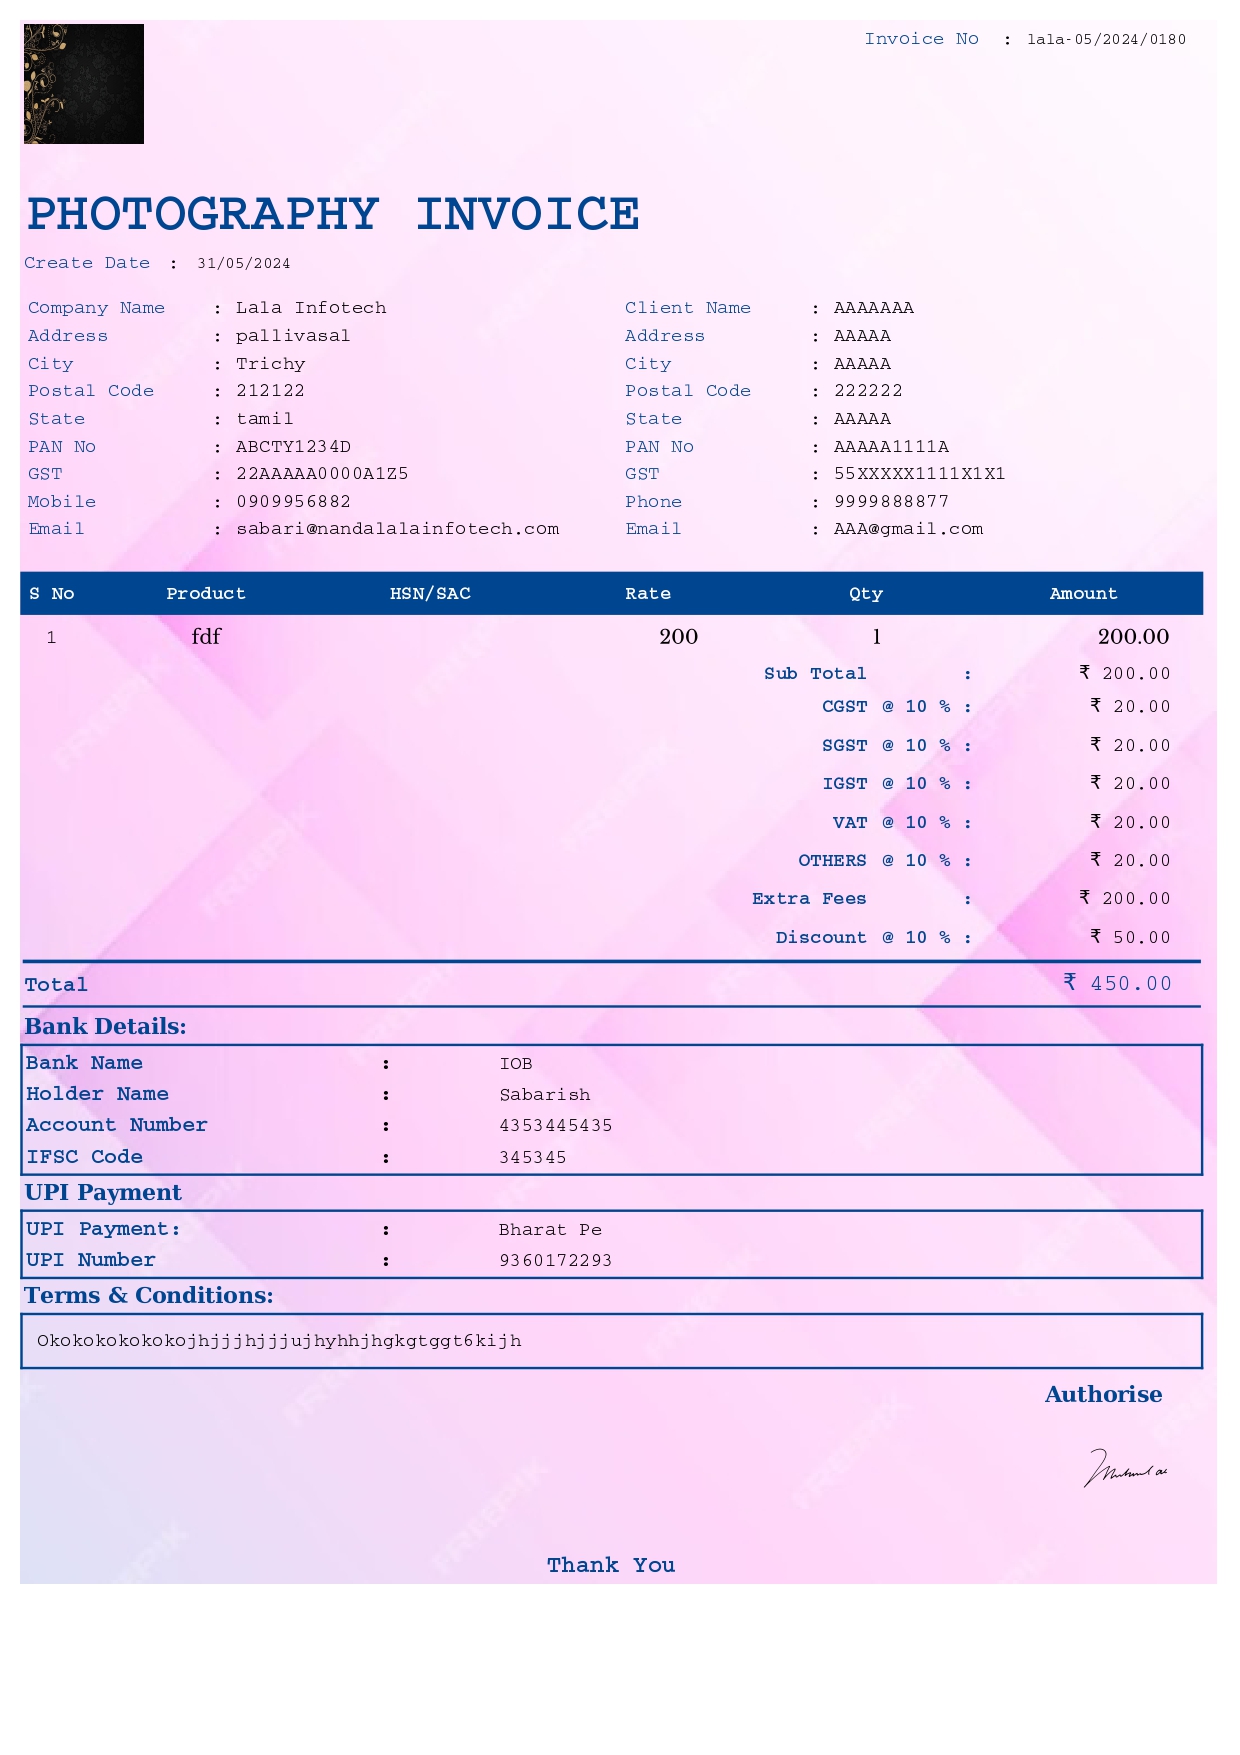 Invoice No : lala-05/2024/0180
PHOTOGRAPHY INVOICE
Create Date : 31/05/2024
Company Name : Lala Infotech Client Name : AAAAAAA
Address : pallivasal Address : AAAAA
City : Trichy City : AAAAA
Postal Code : 212122 Postal Code : 222222
State : tamil State : AAAAA
PAN No : ABCTY1234D PAN No : AAAAA1111A
GST : 22AAAAA0000A1Z5 GST : 55XXXXX1111X1X1
Mobile : 0909956882 Phone : 9999888877
Email : sabari@nandalalainfotech.com Email : AAA@gmail.com
S No Product HSN/SAC Rate Qty Amount
1 fdf 200 1 200.00
Sub Total : ₹ 200.00
CGST @ 10 % : ₹ 20.00
SGST @ 10 % : ₹ 20.00
IGST @ 10 % : ₹ 20.00
VAT @ 10 % : ₹ 20.00
OTHERS @ 10 % : ₹ 20.00
Extra Fees : ₹ 200.00
Discount @ 10 % : ₹ 50.00
Total ₹ 450.00
Bank Details:
Bank Name : IOB
Holder Name : Sabarish
Account Number : 4353445435
IFSC Code : 345345
UPI Payment
UPI Payment: : Bharat Pe
UPI Number : 9360172293
Terms & Conditions:
Okokokokokokojhjjjhjjjujhyhhjhgkgtggt6kijh
Authorise
Thank You